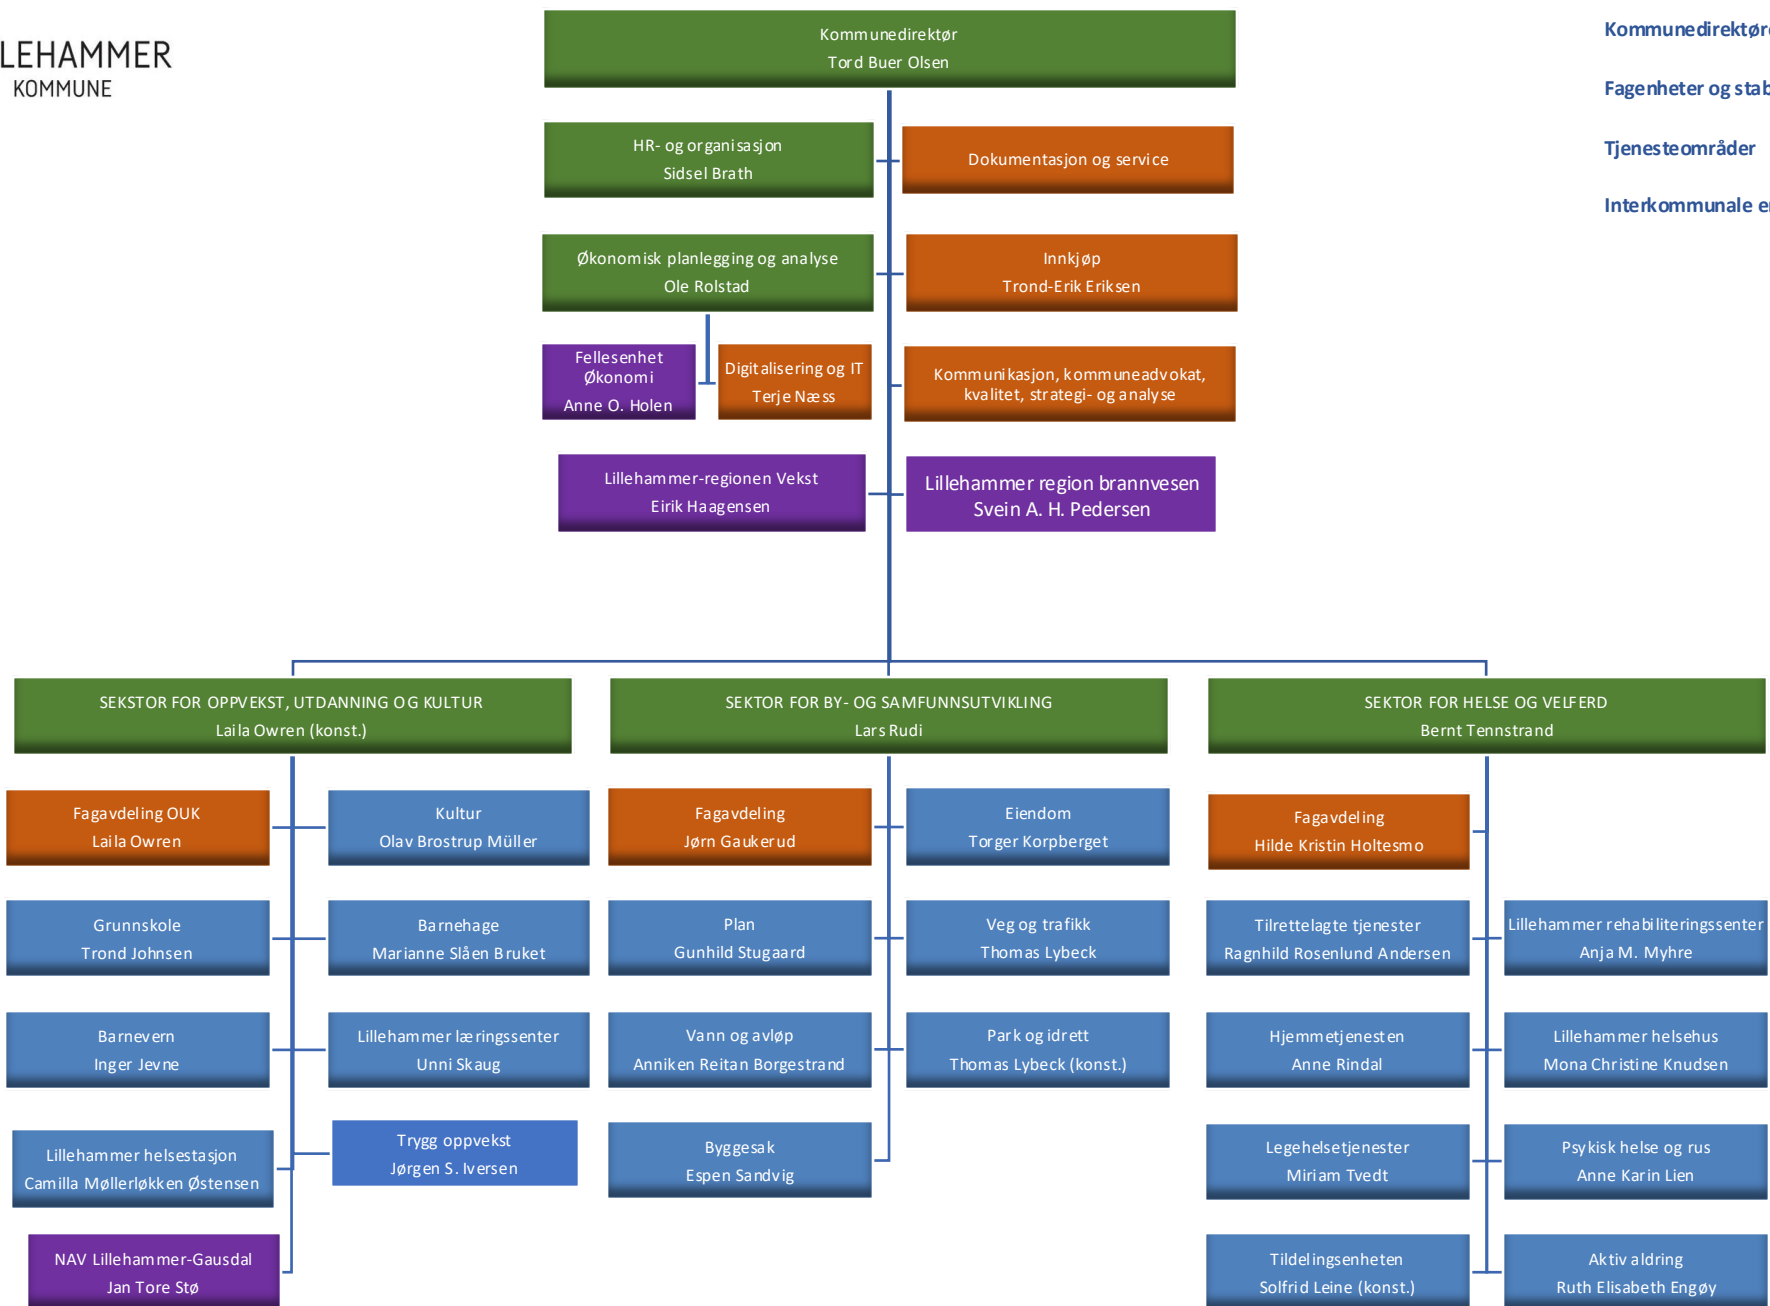 LEHAMMER
KOMMUNE
Kommunedirektør
Tord Buer Olsen
Kommunedirektør
Fagenheter og stab
Tjenesteområder
Interkommunale
HR- og organisasjon
Sidsel Brath
Dokumentasjon og service
Økonomisk planlegging og analyse
Ole Rolstad
Innkjøp
Trond-Erik Eriksen
Fellesenhet
Økonomi
Anne O. Holen
Digitalisering og IT
Terje Næss
Kommunikasjon, kommuneadvokat,
kvalitet, strategi- og analyse
Lillehammer-regionen Vekst
Eirik Haagensen
Lillehammer region brannvesen
Svein A. H. Pedersen
SEKSTOR FOR OPPVEKST, UTDANNING OG KULTUR
Laila Owren (konst.)
SEKTOR FOR BY- OG SAMFUNNSUTVIKLING
Lars Rudi
SEKTOR FOR HELSE OG VELFERD
Bernt Tennstrand
Fagavdeling OUK
Laila Owren
Kultur
Olav Brostrup Müller
Fagavdeling
Jørn Gaukerud
Eiendom
Torger Korpberget
Fagavdeling
Hilde Kristin Holtesmo
Grunnskole
Trond Johnsen
Barnehage
Marianne Slåen Bruket
Plan
Gunhild Stugaard
Veg og trafikk
Thomas Lybeck
Tilrettelagte tjenester
Ragnhild Rosenlund Andersen
Lillehammer rehabiliteringssenter
Anja M. Myhre
Barnevern
Inger Jevne
Lillehammer læringssenter
Unni Skaug
Vann og avløp
Anniken Reitan Borgestrand
Park og idrett
Thomas Lybeck (konst.)
Hjemmetjenesten
Anne Rindal
Lillehammer helsehus
Mona Christine Knudsen
Lillehammer helsestasjon
Camilla Møllerløkken Østensen
Trygg oppvekst
Jørgen S. Iversen
Byggesak
Espen Sandvig
Legehelsetjenester
Miriam Tvedt
Psykisk helse og rus
Anne Karin Lien
NAV Lillehammer-Gausdal
Jan Tore Stø
Tildelingsenheten
Solfrid Leine (konst.)
Aktiv aldring
Ruth Elisabeth Engøy